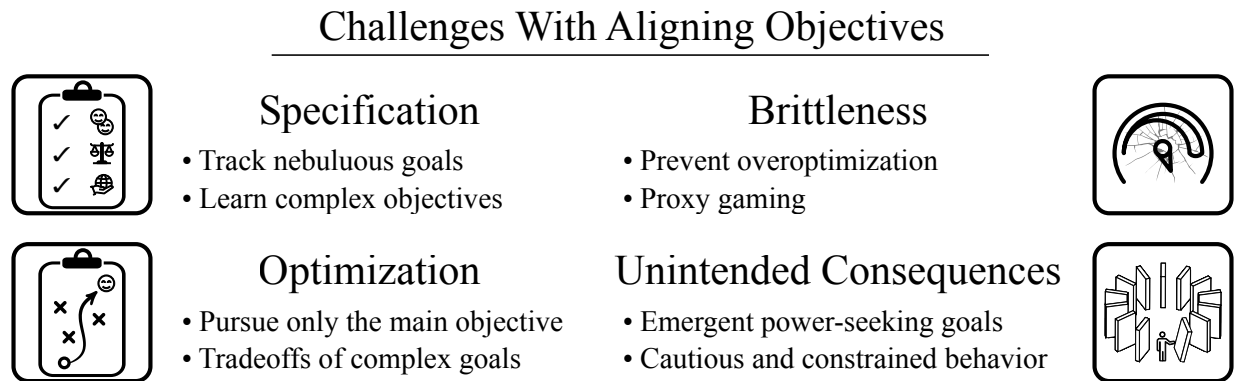 Challenges With Aligning Objectives
Specification
• Track nebuluous goals
• Learn complex objectives
Brittleness
• Prevent overoptimization
• Proxy gaming
Optimization
• Pursue only the main objective
• Tradeoffs of complex goals
Unintended Consequences
• Emergent power-seeking goals
• Cautious and constrained behavior